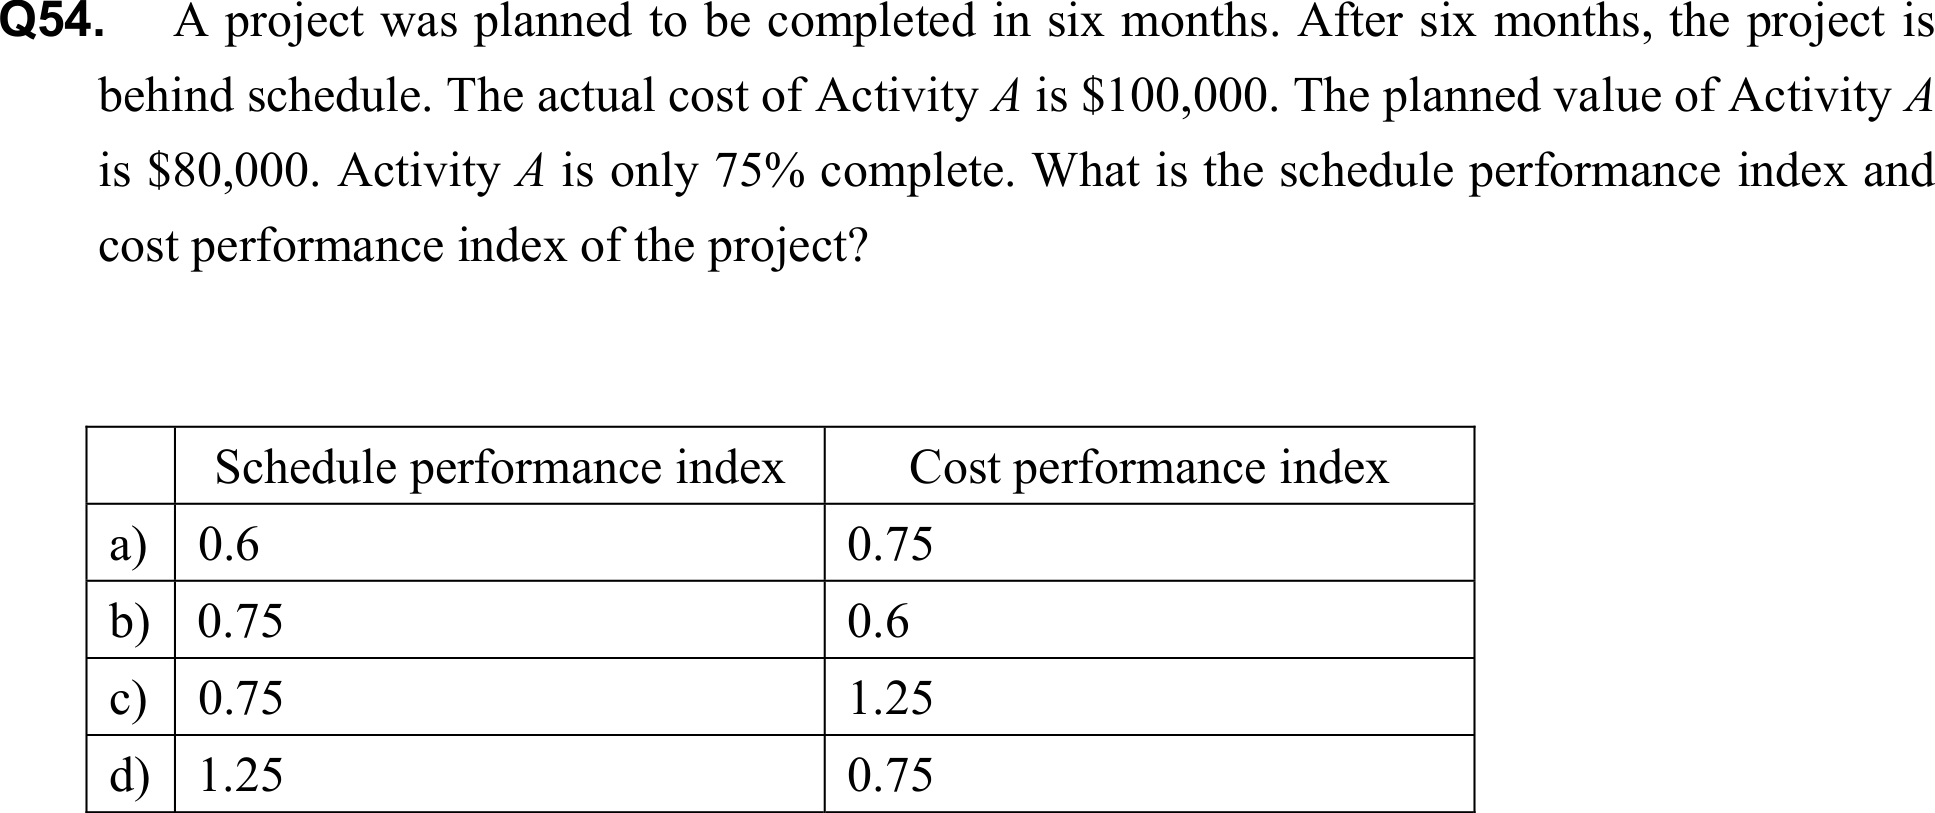 Q54. A project was planned to be completed in six months. After six months, the project is
behind schedule. The actual cost of Activity A is $100,000. The planned value of Activity A
is $80,000. Activity A is only 75% complete. What is the schedule performance index and
cost performance index of the project?
Schedule performance index Cost performance index
a) 0.6 0.75
b) 0.75 0.6
c) 0.75 1.25
d) 1.25 0.75